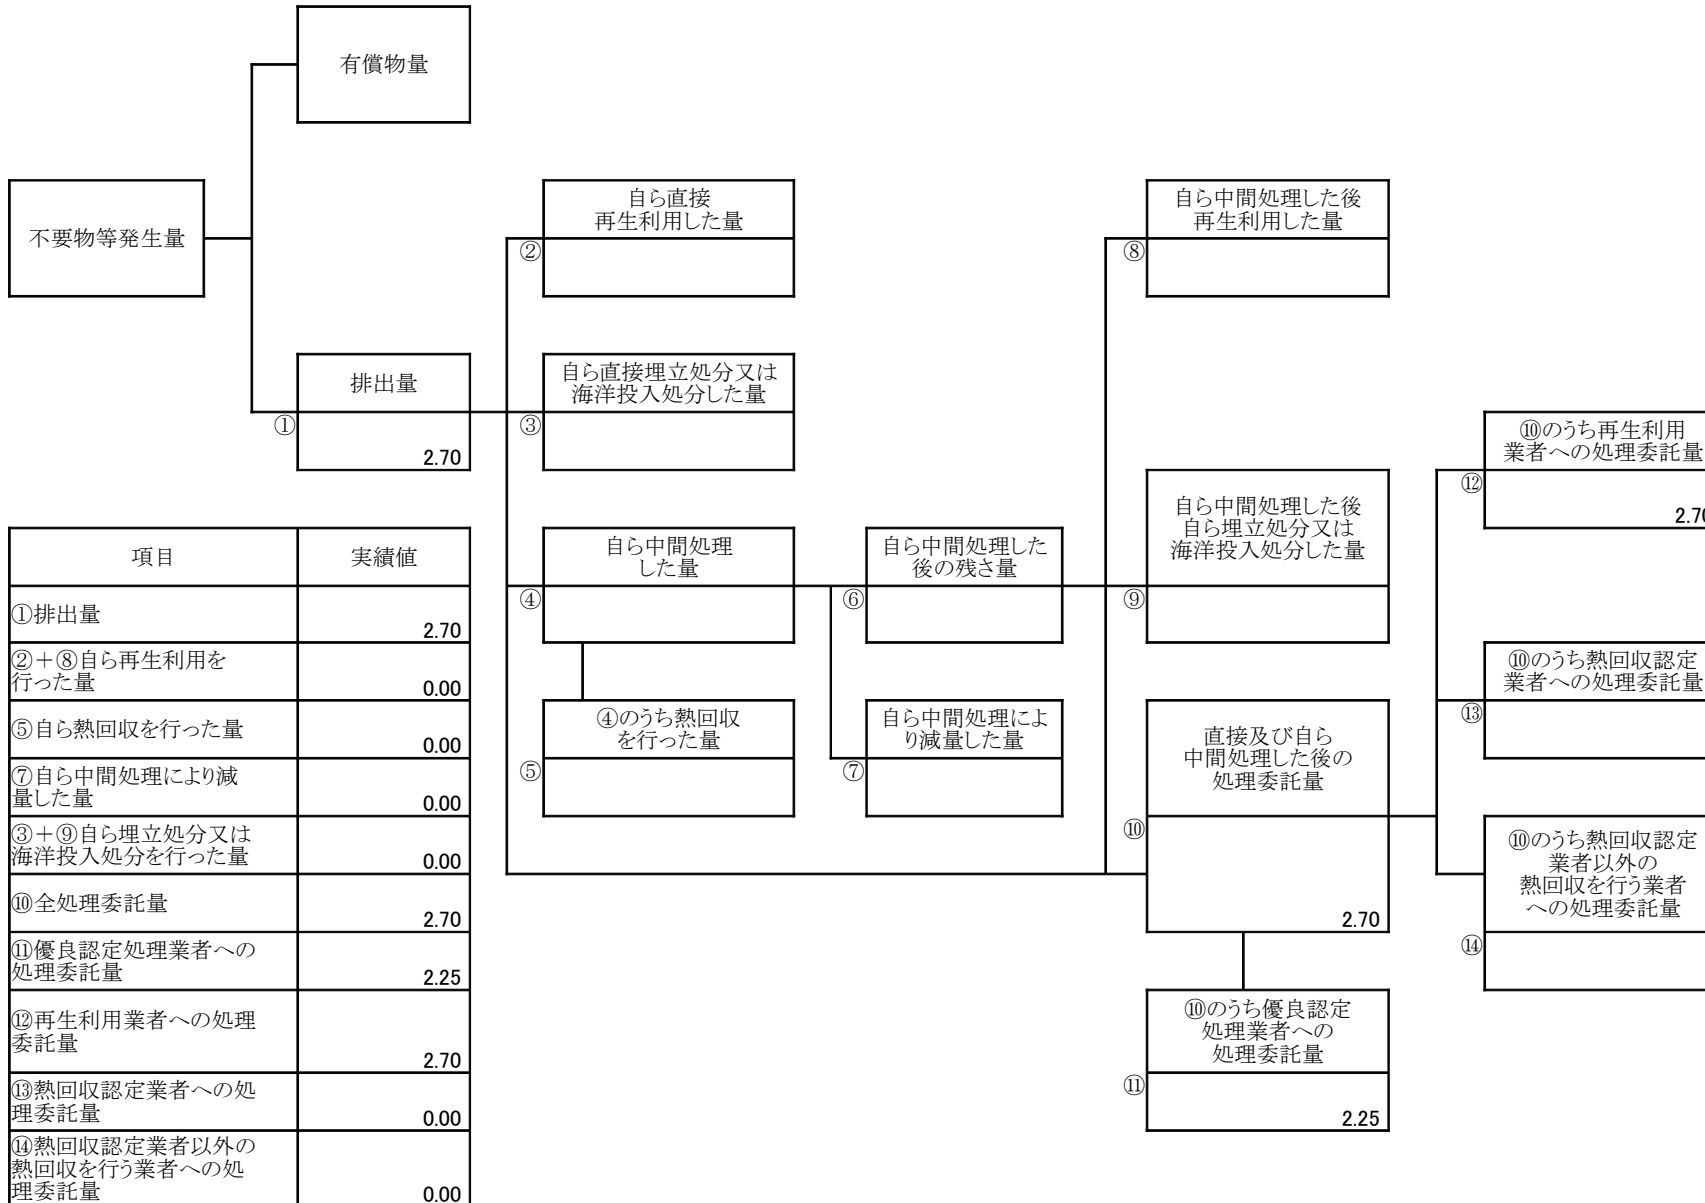 有償物量
不要物等発生量
自ら直接
再生利用した量
②
自ら中間処理した後
再生利用した量
⑧
排出量
①
2.70
自ら直接埋立処分又は
海洋投入処分した量
③
⑩のうち再生利用
業者への処理委託量
⑫
2.70
自ら中間処理
した量
④
自ら中間処理した
後の残さ量
⑥
自ら中間処理した後
自ら埋立処分又は
海洋投入処分した量
⑨
⑩のうち熱回収認定
業者への処理委託量
⑬
④のうち熱回収
を行った量
⑤
自ら中間処理によ
り減量した量
⑦
直接及び自ら
中間処理した後の
処理委託量
⑩
2.70
⑩のうち熱回収認定
業者以外の
熱回収を行う業者
への処理委託量
⑭
⑩のうち優良認定
処理業者への
処理委託量
⑪
2.25
項目 実績値
①排出量
2.70
②+⑧自ら再生利用を
行った量
0.00
⑤自ら熱回収を行った量
0.00
⑦自ら中間処理により減
量した量
0.00
③+⑨自ら埋立処分又は
海洋投入処分を行った量
0.00
⑩全処理委託量
2.70
⑪優良認定処理業者への
処理委託量
2.25
⑫再生利用業者への処理
委託量
2.70
⑬熱回収認定業者への処
理委託量
0.00
⑭熱回収認定業者以外の
熱回収を行う業者への処
理委託量
0.00